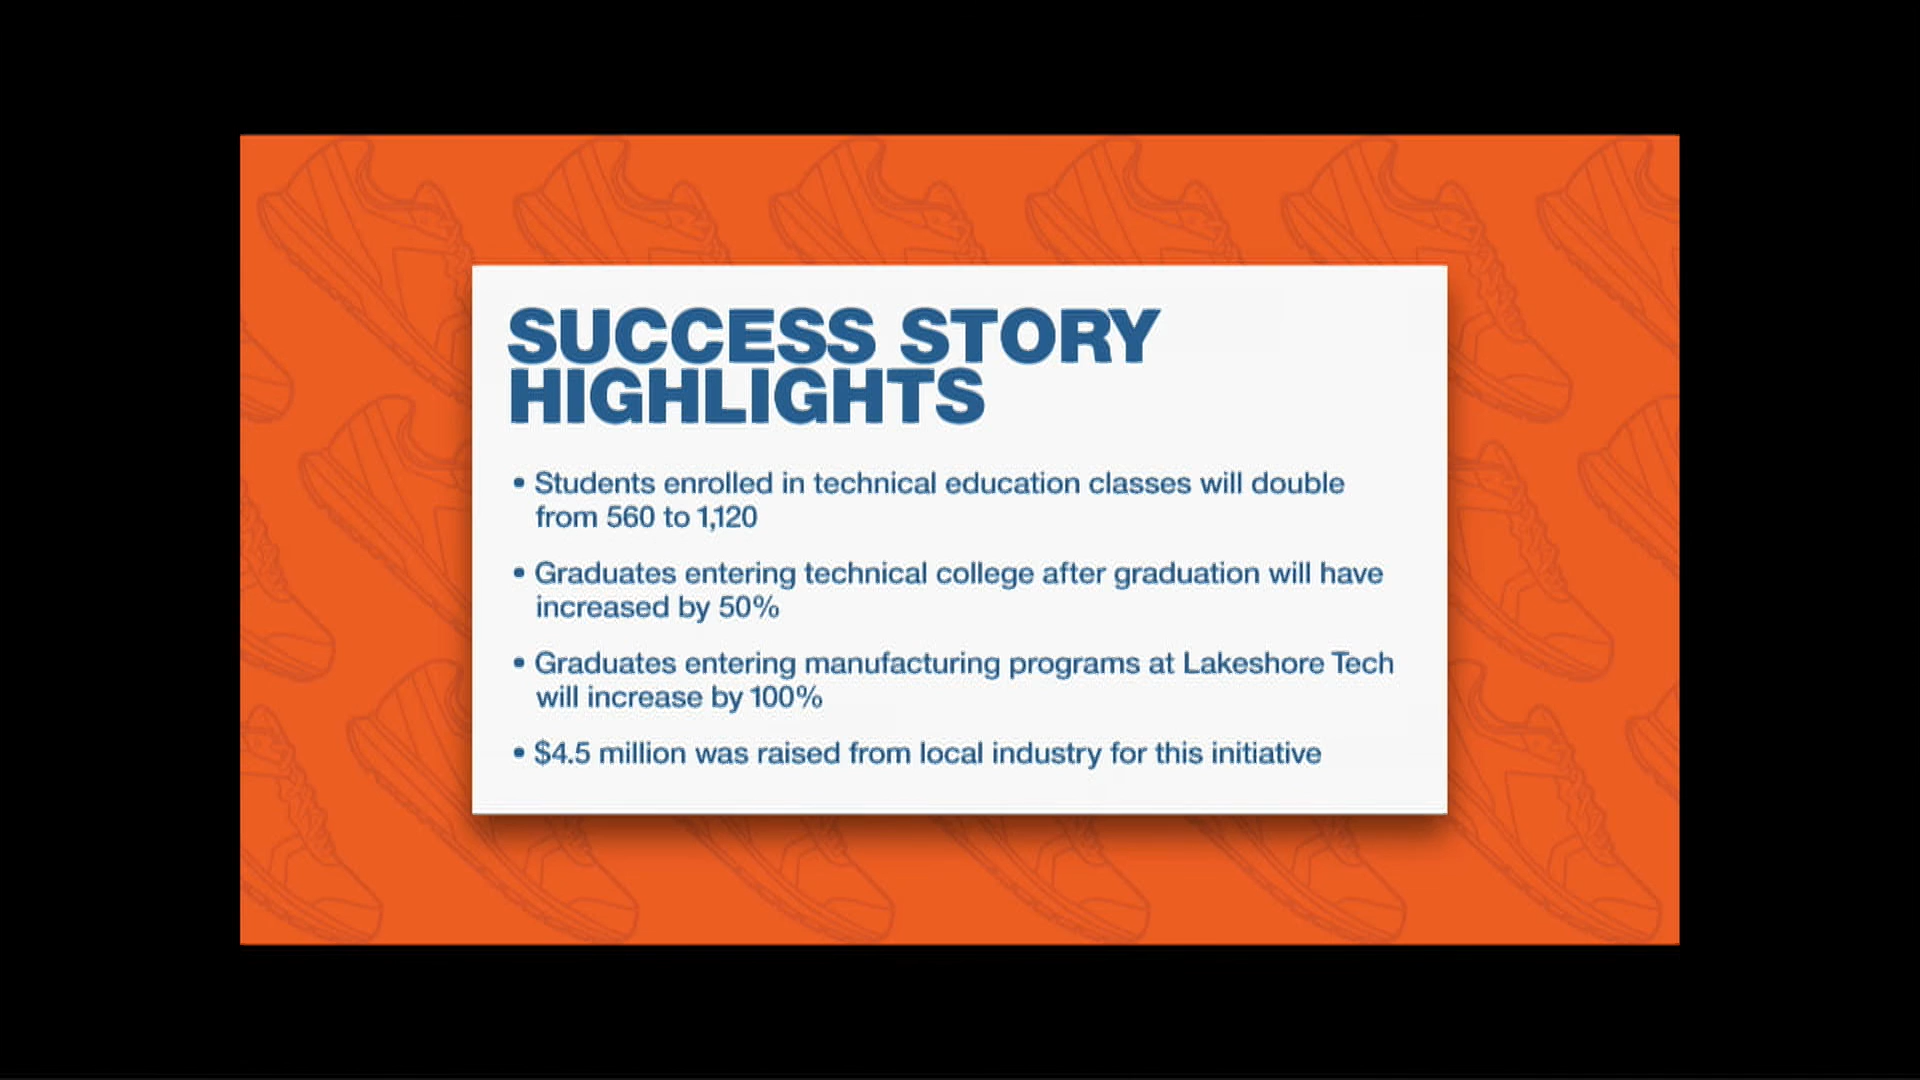 SUCCESS STORY
HIGHLIGHTS
• Students enrolled in technical education classes will double
from 560 to 1,120
• Graduates entering technical college after graduation will have
increased by 50%
• Graduates entering manufacturing programs at Lakeshore Tech
will increase by 100%
• $4.5 million was raised from local industry for this initiative